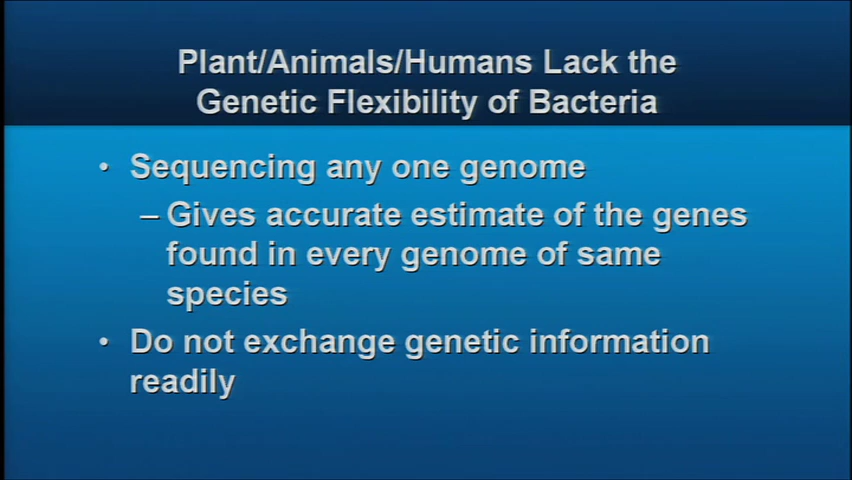 Plant/Animals/Humans Lack the
Genetic Flexibility of Bacteria
• Sequencing any one genome
– Gives accurate estimate of the genes
found in every genome of same
species
• Do not exchange genetic information
readily